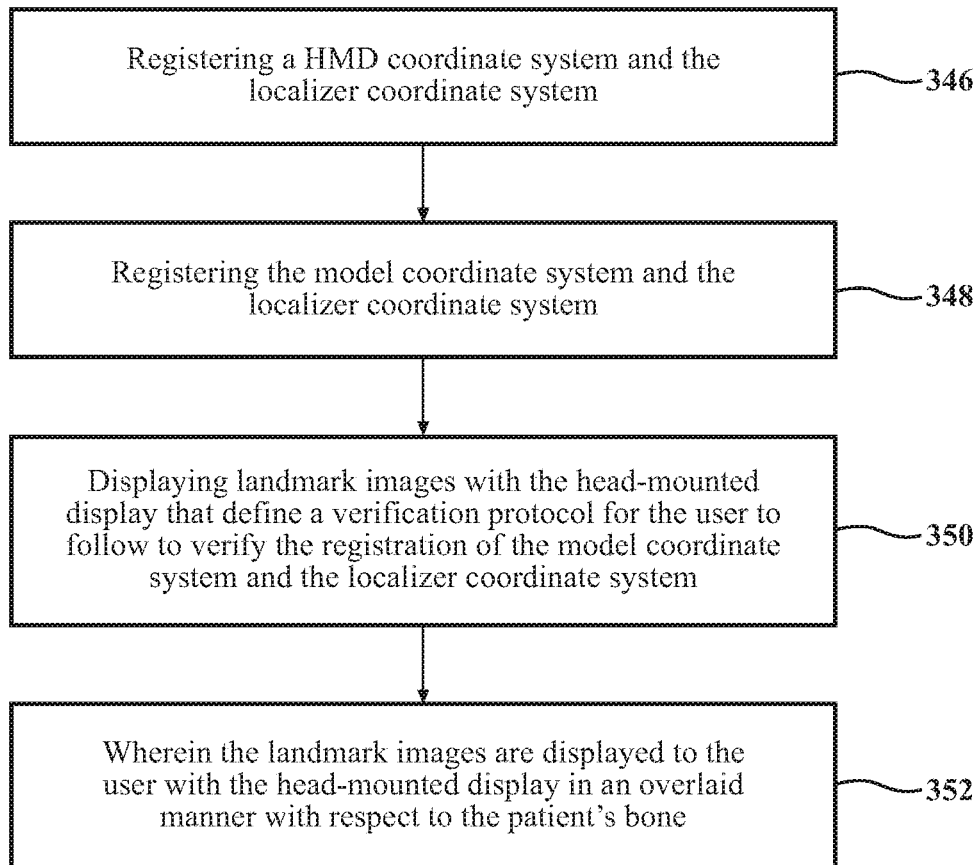 Registering a HMD coordinate system and the
localizer coordinate system
346
Registering the model coordinate system and the
localizer coordinate system
348
Displaying landmark images with the head-mounted
display that define a verification protocol for the user to
follow to verify the registration of the model coordinate
system and the localizer coordinate system
350
Wherein the landmark images are displayed to the
user with the head-mounted display in an overlaid
manner with respect to the patient's bone
352